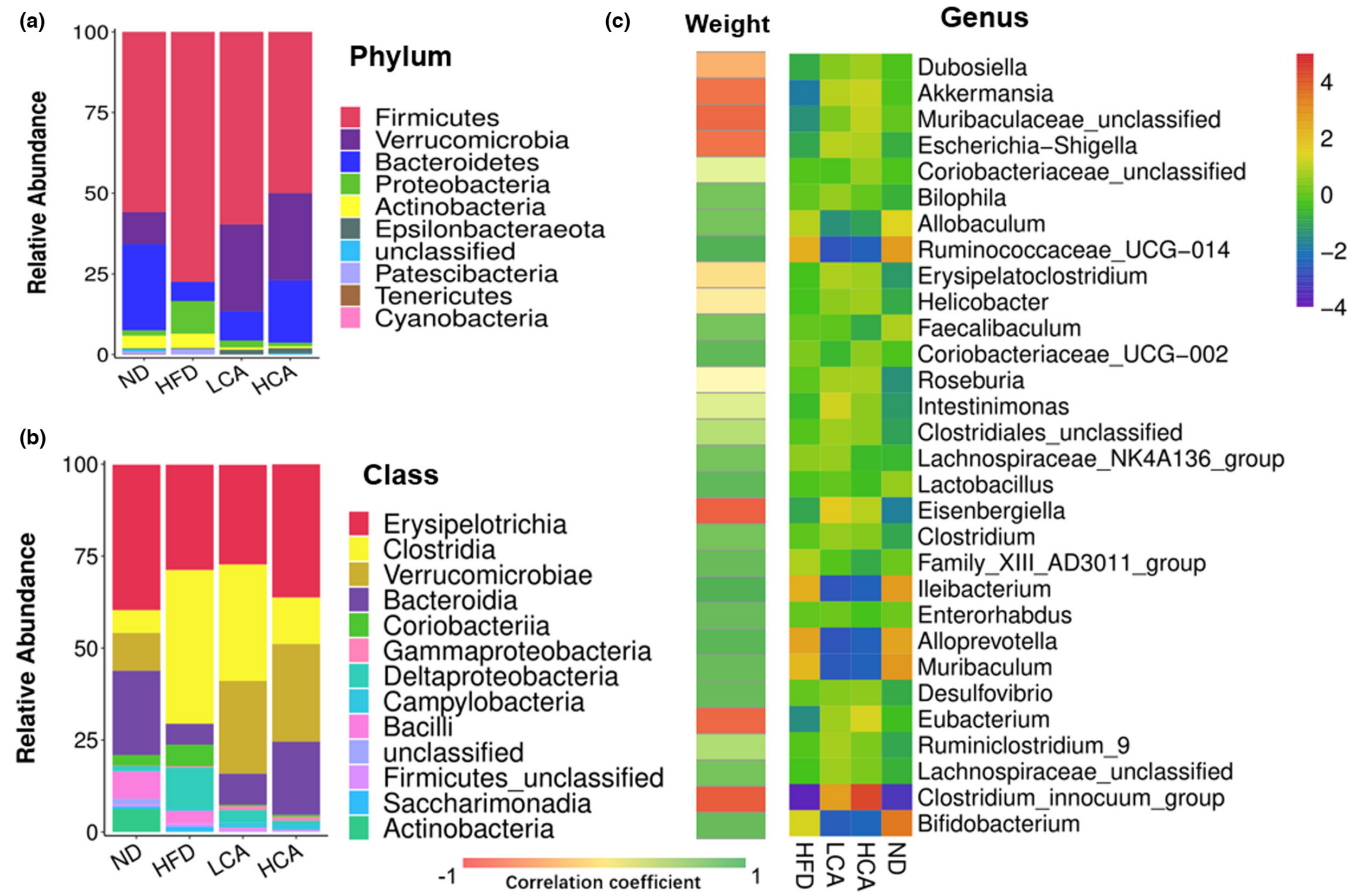 (a)
100
75
50
25
0
Relative Abundance
ND
HFD
LCA
HCA
Phylum
Firmicutes
Verrucomicrobia
Bacteroidetes
Proteobacteria
Actinobacteria
Epsilonbacteraeota
unclassified
Patescibacteria
Tenericutes
Cyanobacteria
(b)
100
75
50
25
0
Relative Abundance
ND
HFD
LCA
HCA
Class
Erysipelotrichia
Clostridia
Verrucomicrobiae
Bacteroidia
Coriobacteriia
Gammaproteobacteria
Deltaproteobacteria
Campylobacteria
Bacilli
unclassified
Firmicutes_unclassified
Saccharimonadia
Actinobacteria
-1
Correlation coefficient
1
(c)
Weight
Genus
Dubosiella
Akkermansia
Muribaculaceae_unclassified
Escherichia−Shigella
Coriobacteriaceae_unclassified
Bilophila
Allobaculum
Ruminococcaceae_UCG−014
Erysipelatoclostridium
Helicobacter
Faecalibaculum
Coriobacteriaceae_UCG−002
Roseburia
Intestinimonas
Clostridiales_unclassified
Lachnospiraceae_NK4A136_group
Lactobacillus
Eisenbergiella
Clostridium
Family_XIII_AD3011_group
Ileibacterium
Enterorhabdus
Alloprevotella
Muribaculum
Desulfovibrio
Eubacterium
Ruminiclostridium_9
Lachnospiraceae_unclassified
Clostridium_innocuum_group
Bifidobacterium
HFD
LCA
HCA
ND
4
2
0
−2
−4